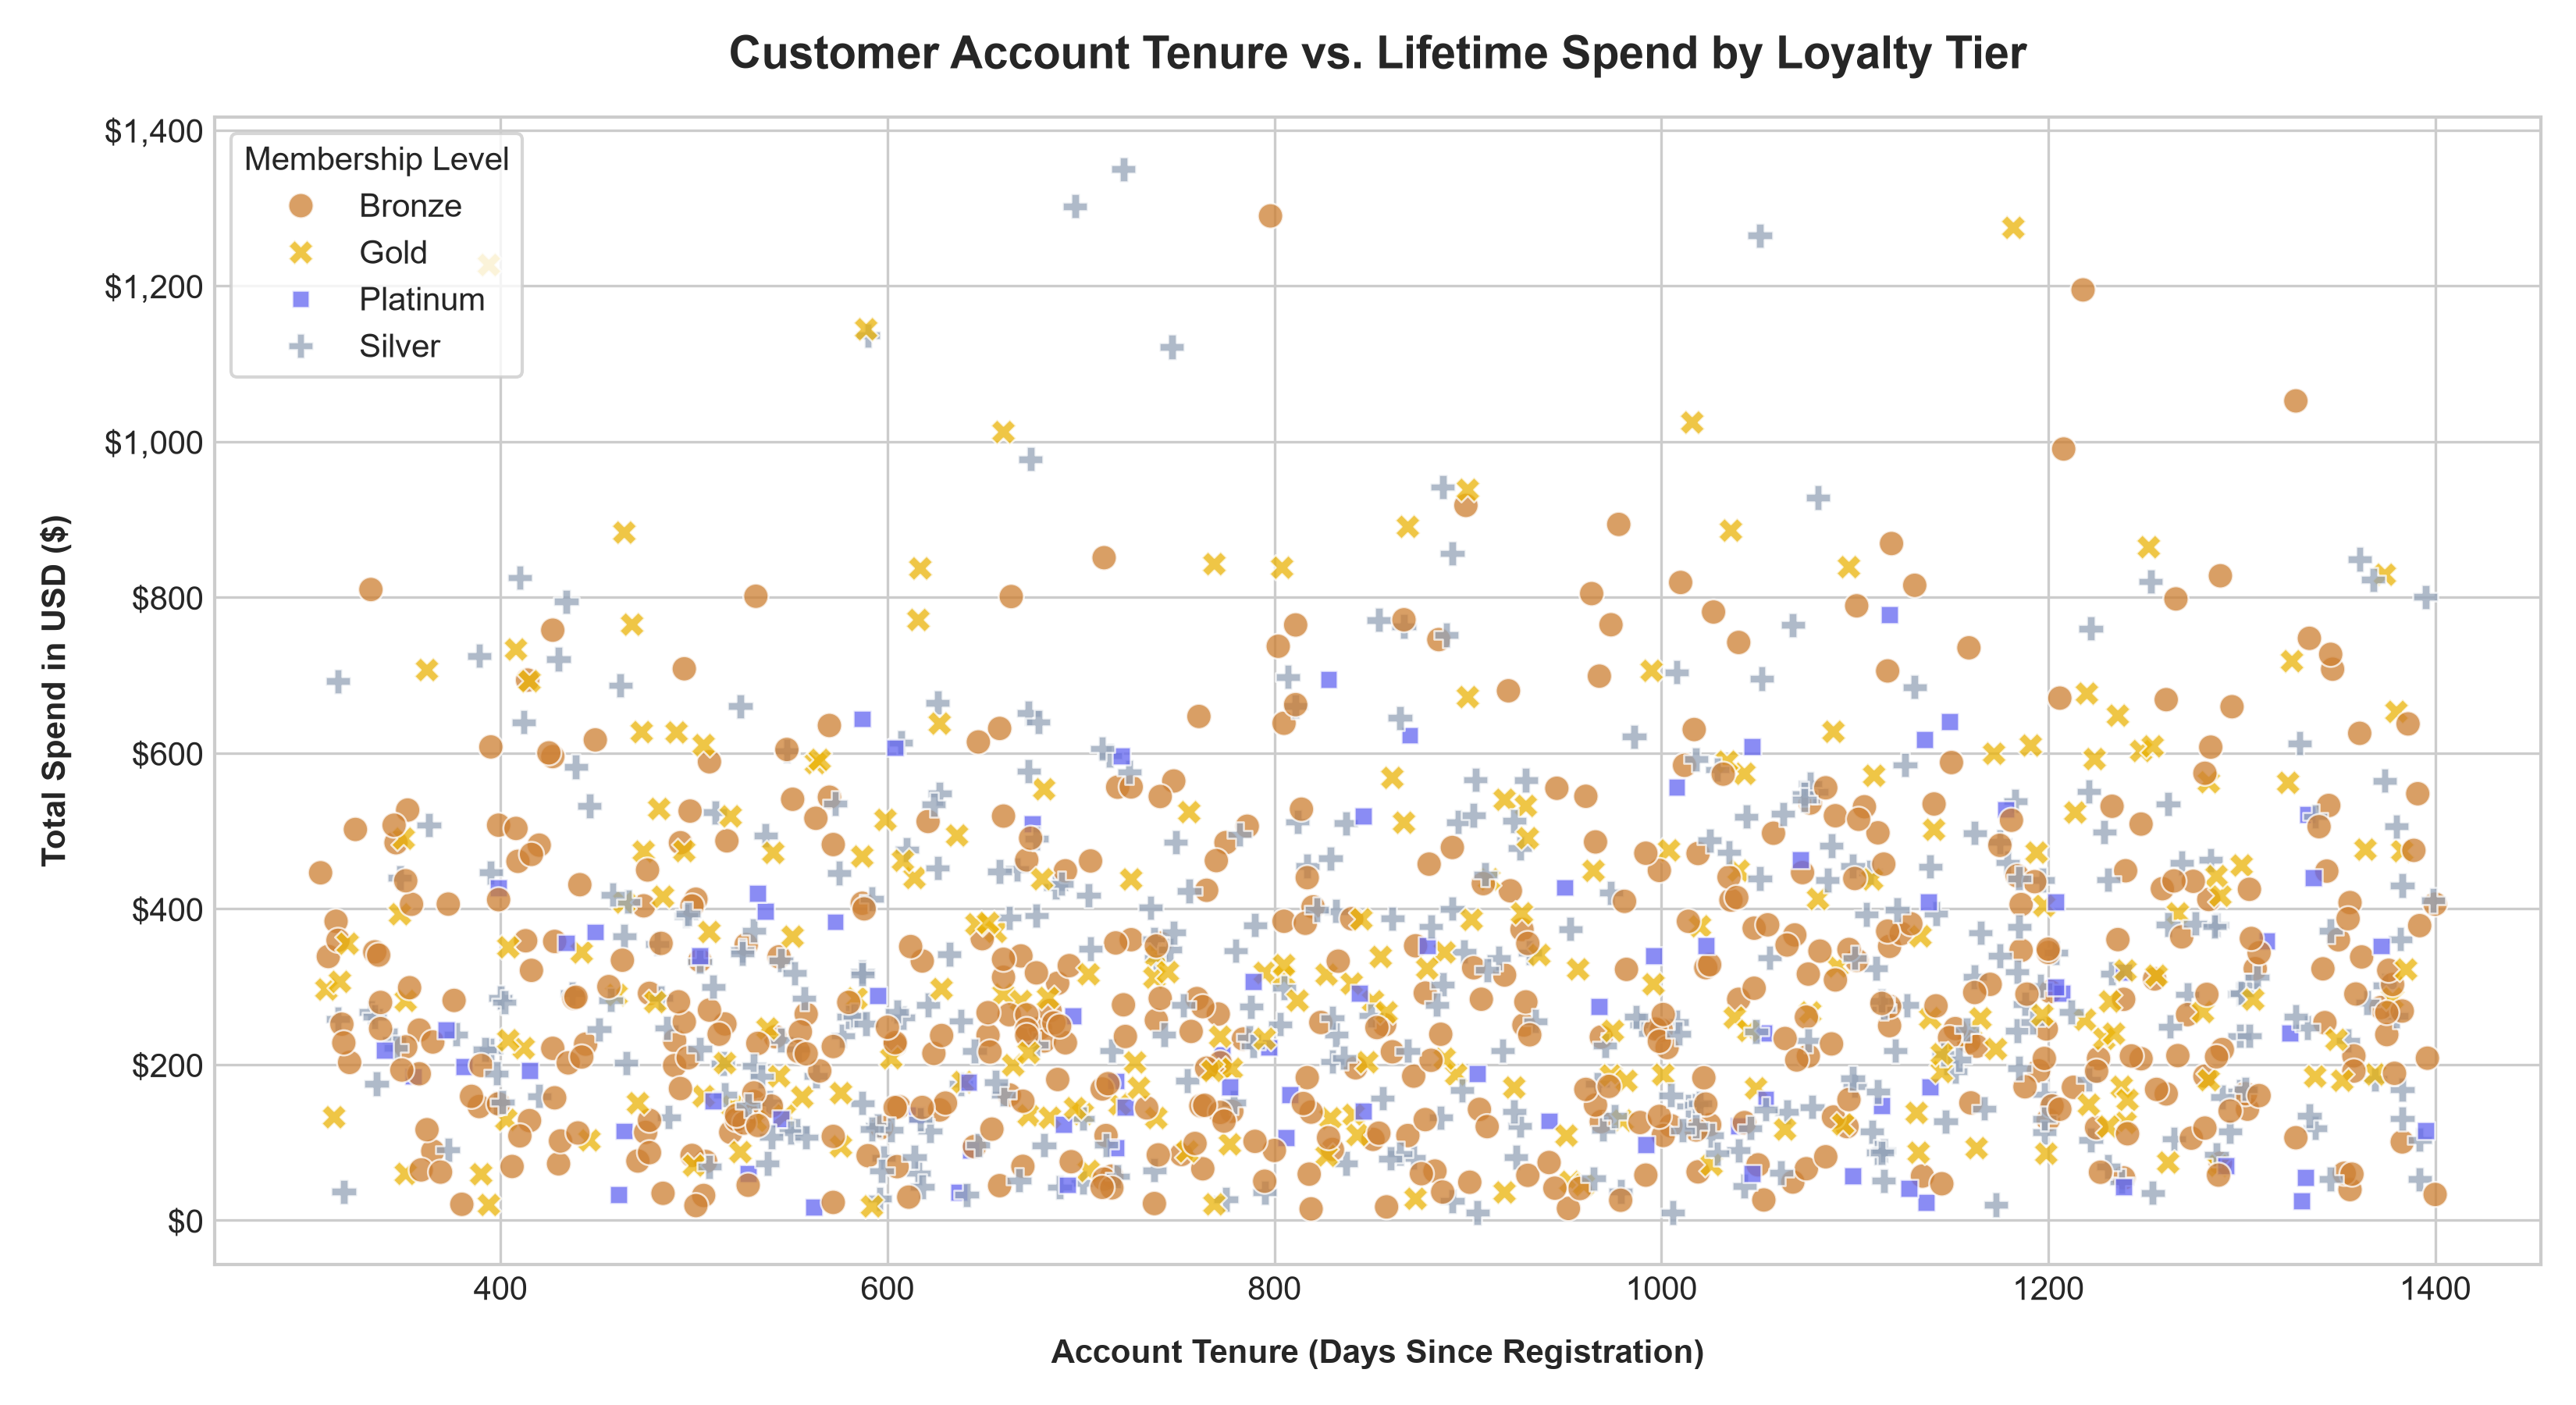 Customer Account Tenure vs. Lifetime Spend by Loyalty Tier
$1,400
$1,200
$1,000
$800
$600
$400
$200
$0
Total Spend in USD ($)
Membership Level
Bronze
Gold
Platinum
Silver
400
600
800
1000
1200
1400
Account Tenure (Days Since Registration)